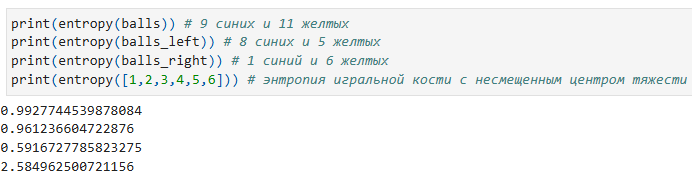 print(entropy(balls)) # 9 синих и 11 желтых
print(entropy(balls_left)) # 8 синих и 5 желтых
print(entropy(balls_right)) # 1 синий и 6 желтых
print(entropy([1,2,3,4,5,6])) # энтропия игральной кости с несмещенным центром тяжести
0.9927744539878084
0.961236604722876
0.5916727785823275
2.584962500721156